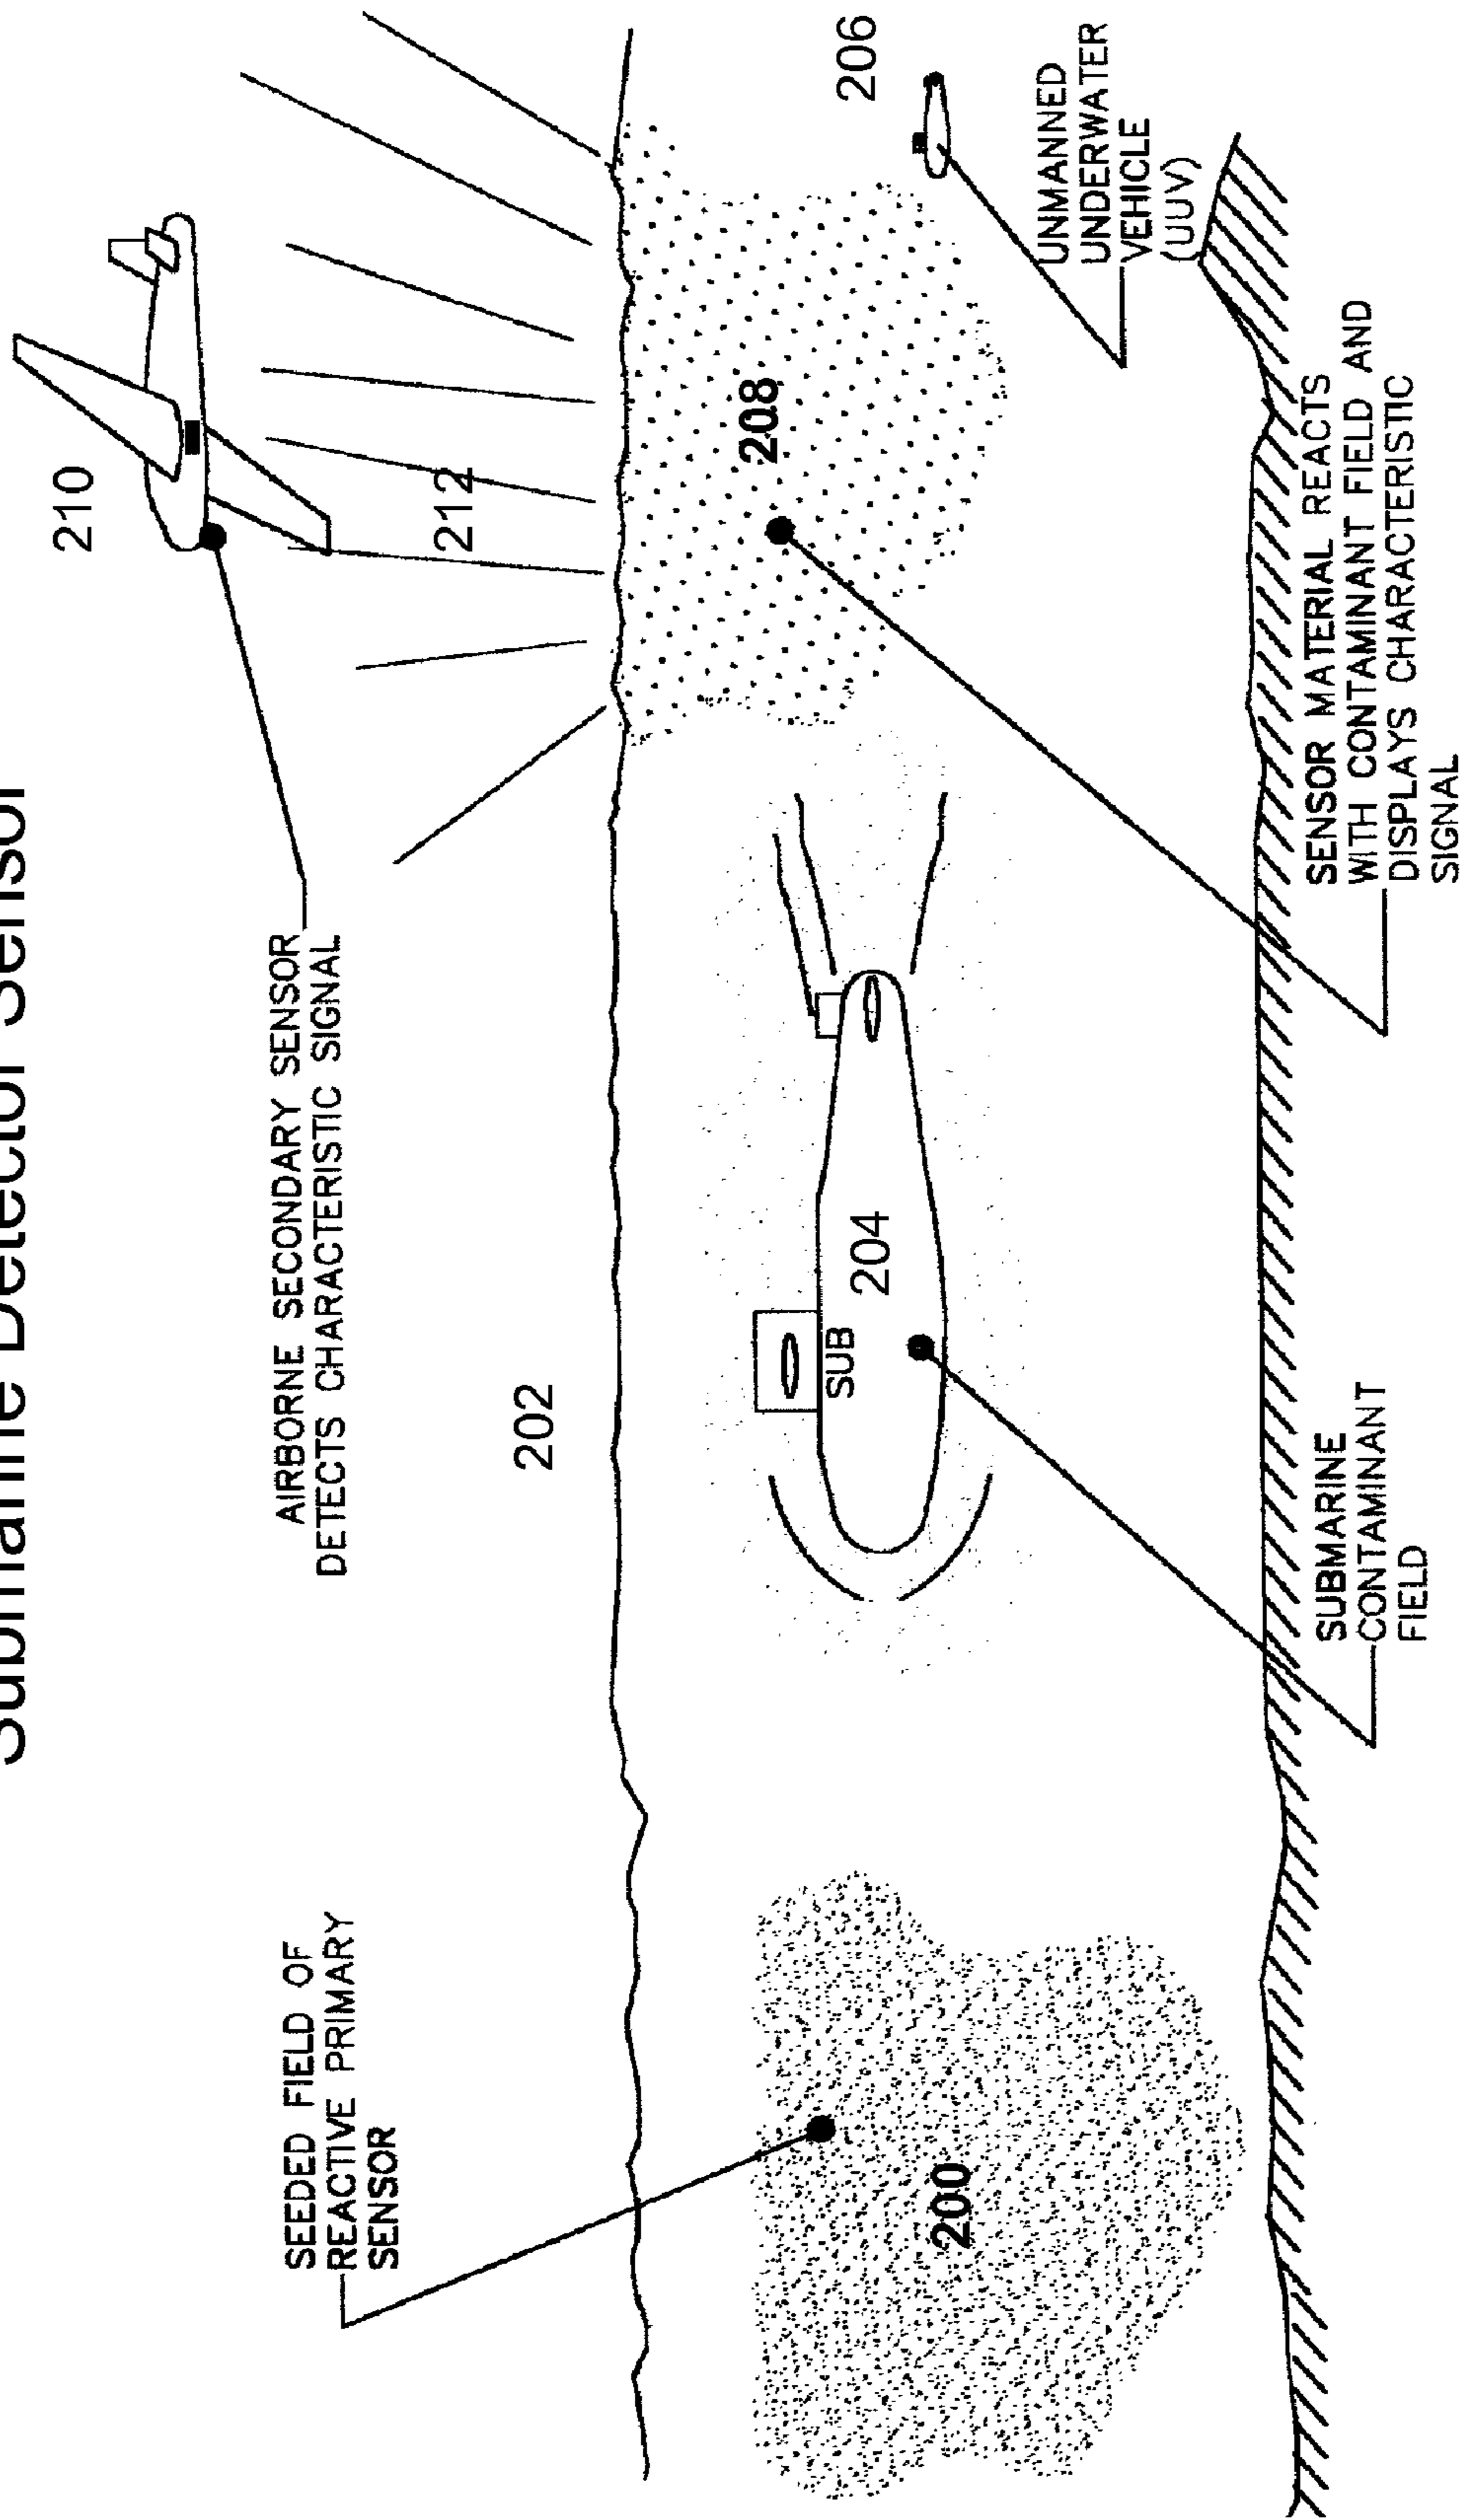 Submarine Detector Sensor
210
AIRBORNE SECONDARY SENSOR
DETECTS CHARACTERISTIC SIGNAL
212
SEEDED FIELD OF
REACTIVE PRIMARY
SENSOR
202
208
206
SUB
204
200
UNMANNED
UNDERWATER
VEHICLE
(UUV)
SUBMARINE
CONTAMINANT
FIELD
SENSOR MATERIAL REACTS
WITH CONTAMINANT FIELD AND
DISPLAYS CHARACTERISTIC
SIGNAL